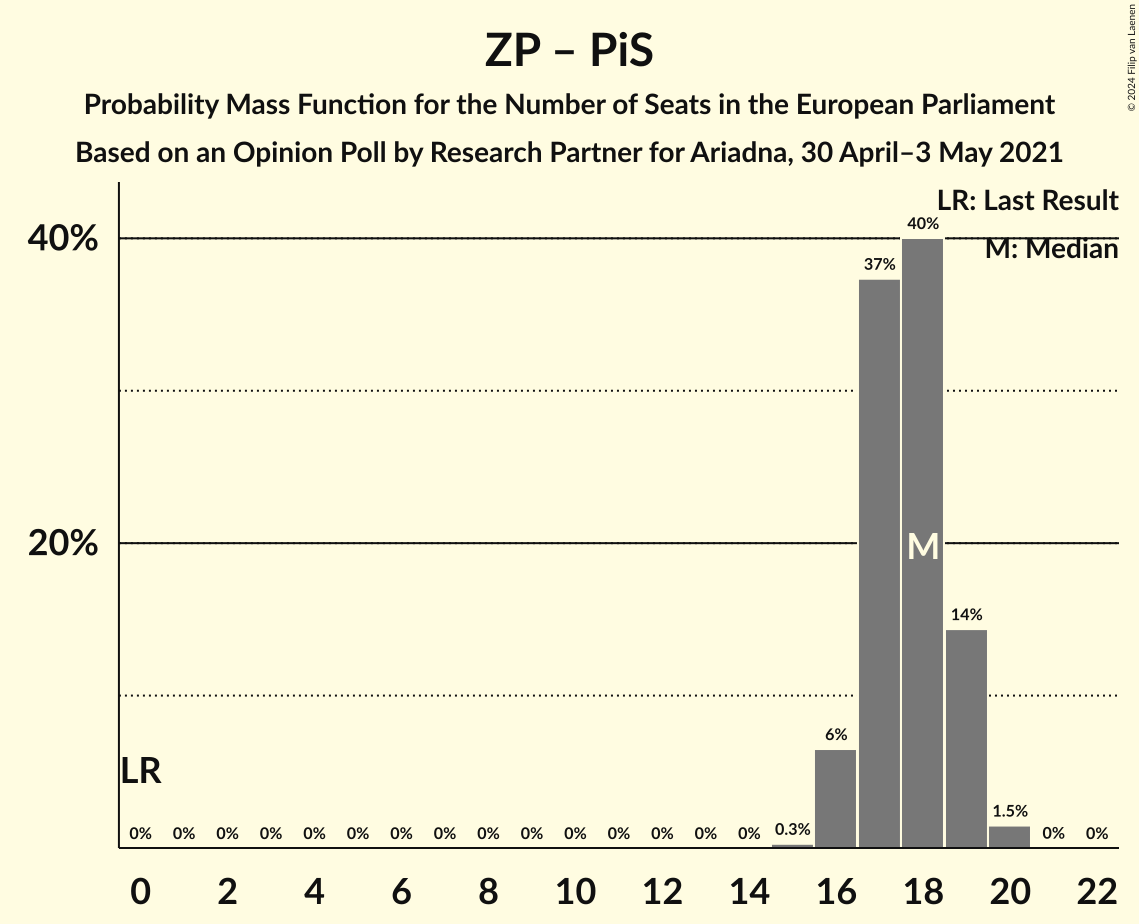 ZP – PiS
Probability Mass Function for the Number of Seats in the European Parliament
Based on an Opinion Poll by Research Partner for Ariadna, 30 April–3 May 2021
© 2024 Filip van Laenen
LR: Last Result
M: Median
40%
20%
40%
37%
14%
6%
1.5%
0.3%
M
LR
0% 0% 0% 0% 0% 0% 0% 0% 0% 0% 0% 0% 0% 0% 0% 0% 0%
0 2 4 6 8 10 12 14 16 18 20 22